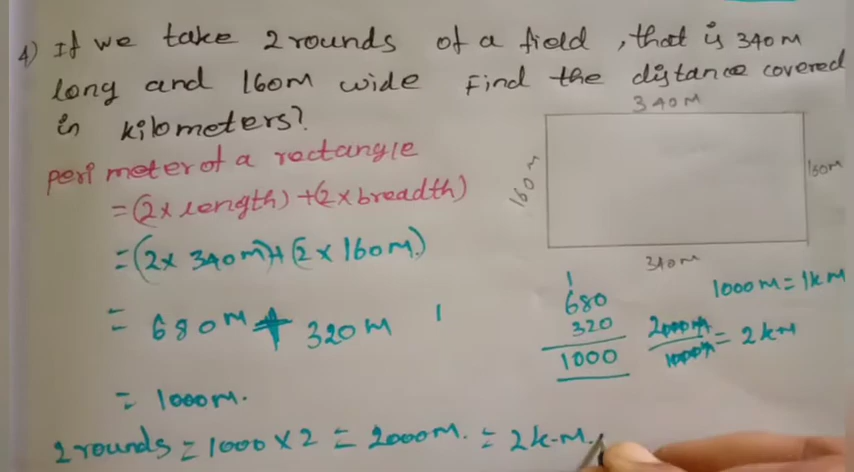 4) If we take 2 rounds of a field, that is 340M
long and 160M wide Find the distance covered
in kilometers?
340M
perimeter of a rectangle
160M
160M
= (2x length) + (2x breadth)
= (2x 340m) + (2 x 160M)
340M
1000M = 1KM
= 680M + 320M
1
680
320
1000
2000M/1000M = 2KM
= 1000M.
2 rounds = 1000 X 2 = 2000M. = 2K.M.